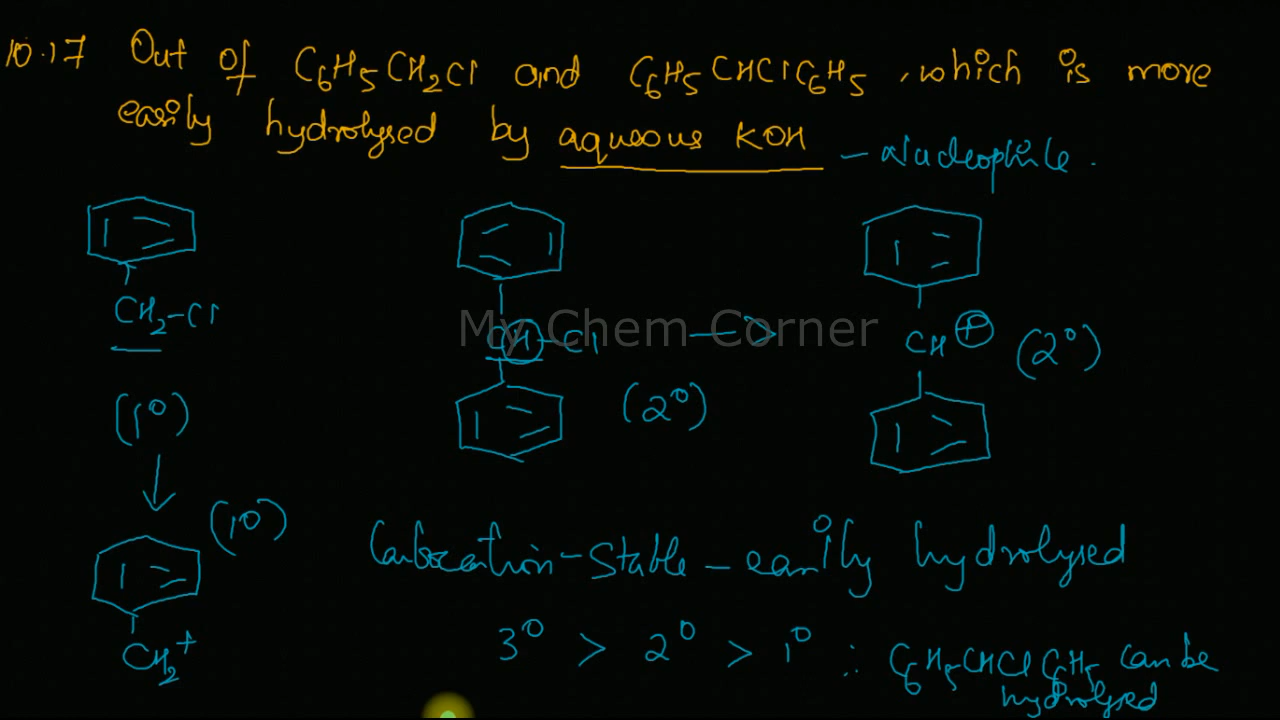 10.17 Out of C6H5CH2Cl and C6H5CHClC6H5, which is more
easily hydrolysed by aqueous KOH - Nucleophile.
CH2-Cl
CH-Cl
CH +
(2°)
(1°)
(2°)
(1°)
CH2+
Carbocation-Stable-easily hydrolysed
3° > 2° > 1° ∴ C6H5CHClC6H5 can be
hydrolysed
My Chem Corner